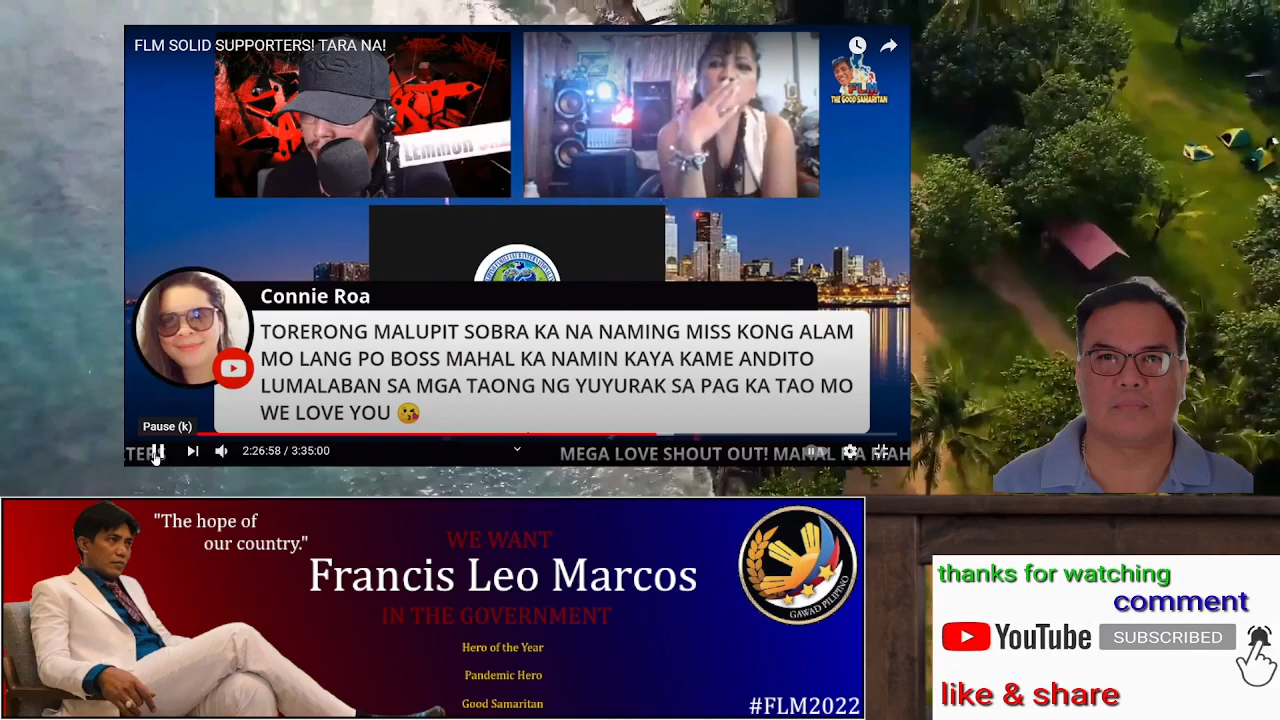 FLM SOLID SUPPORTERS! TARA NA!
FLM
THE GOOD SAMARITAN
Connie Roa
TORERONG MALUPIT SOBRA KA NA NAMING MISS KONG ALAM
MO LANG PO BOSS MAHAL KA NAMIN KAYA KAME ANDITO
LUMALABAN SA MGA TAONG NG YUYURAK SA PAG KA TAO MO
WE LOVE YOU 😘
Pause (k)
2:26:58 / 3:35:00
MEGA LOVE SHOUT OUT!
"The hope of
our country."
WE WANT
Francis Leo Marcos
IN THE GOVERNMENT
Hero of the Year
Pandemic Hero
Good Samaritan
GAWAD PILIPINO
#FLM2022
thanks for watching
comment
YouTube SUBSCRIBED
like & share